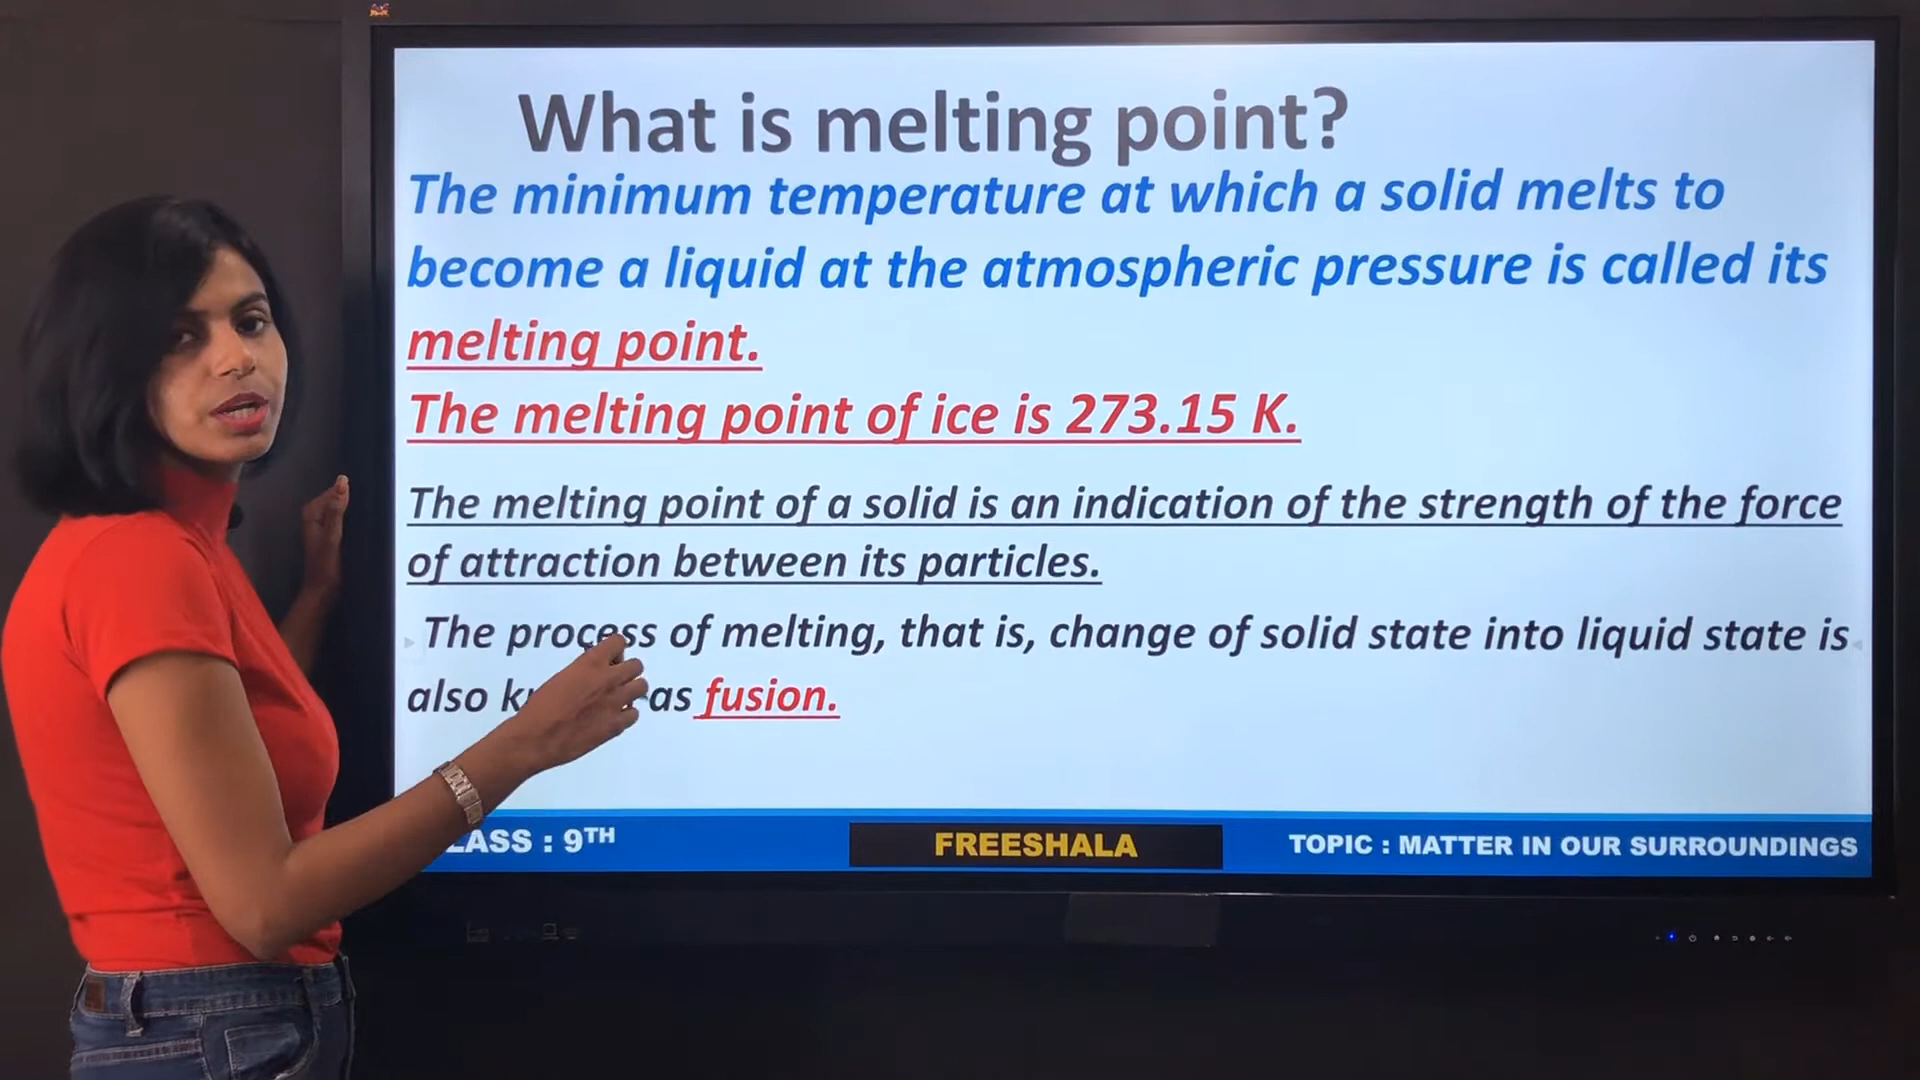 What is melting point?
The minimum temperature at which a solid melts to
become a liquid at the atmospheric pressure is called its
melting point.
The melting point of ice is 273.15 K.
The melting point of a solid is an indication of the strength of the force
of attraction between its particles.
The process of melting, that is, change of solid state into liquid state is
also as fusion.
LASS : 9TH
FREESHALA
TOPIC : MATTER IN OUR SURROUNDINGS